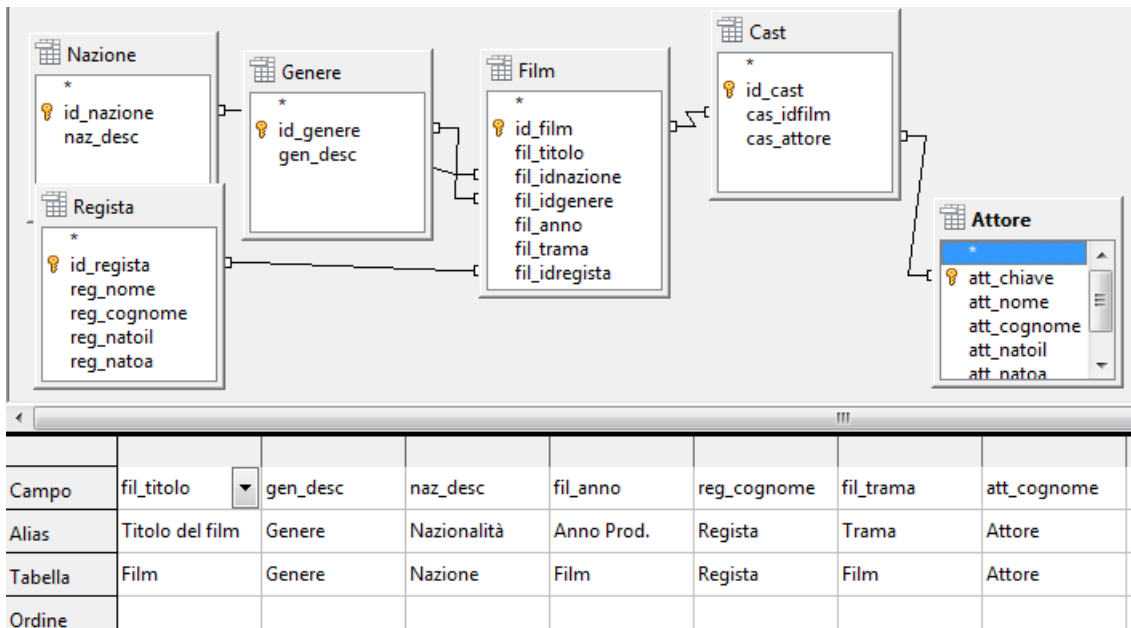 Nazione
*
id_nazione
naz_desc
Genere
*
id_genere
gen_desc
Film
*
id_film
fil_titolo
fil_idnazione
fil_idgenere
fil_anno
fil_trama
fil_idregista
Cast
*
id_cast
cas_idfilm
cas_attore
Regista
*
id_regista
reg_nome
reg_cognome
reg_natoil
reg_natoa
Attore
*
att_chiave
att_nome
att_cognome
att_natoil
att_natoa
Campo fil_titolo gen_desc naz_desc fil_anno reg_cognome fil_trama att_cognome
Alias Titolo del film Genere Nazionalità Anno Prod. Regista Trama Attore
Tabella Film Genere Nazione Film Regista Film Attore
Ordine